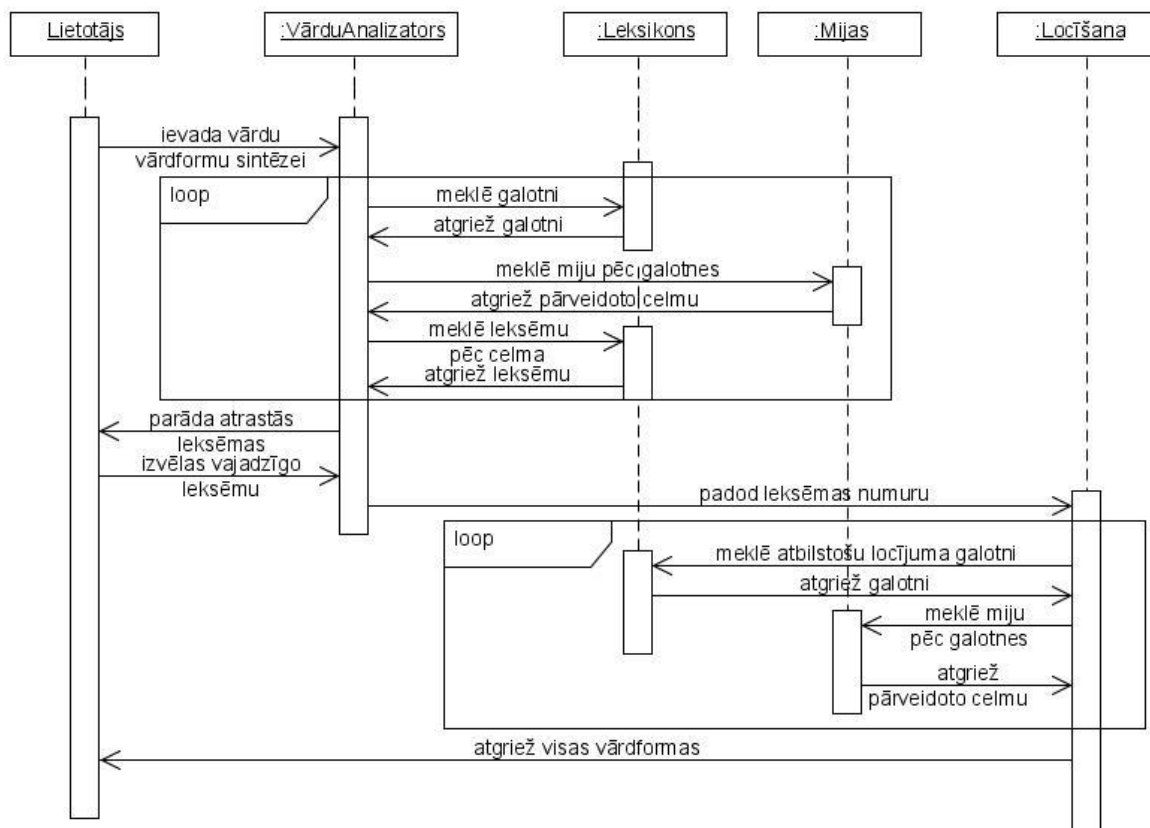 Lietotājs
:VārduAnalizators
:Leksikons
:Mijas
:Locīšana
ievada vārdu
vārdformu sintēzei
loop
meklē galotni
atgriež galotni
meklē miju pēc galotnes
atgriež pārveidoto celmu
meklē leksēmu
pēc celma
atgriež leksēmu
parāda atrastās
leksēmas
izvēlas vajadzīgo
leksēmu
padod leksēmas numuru
loop
meklē atbilstošu locījuma galotni
atgriež galotni
meklē miju
pēc galotnes
atgriež
pārveidoto celmu
atgriež visas vārdformas